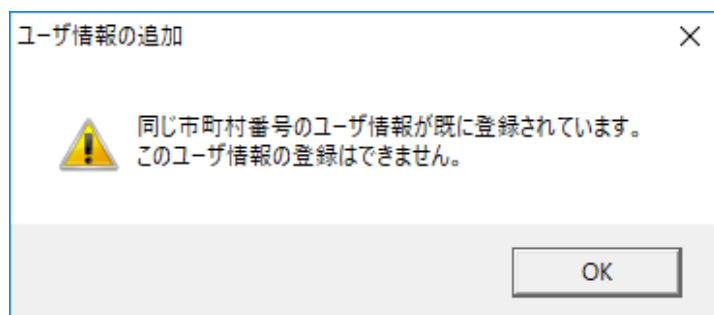 ユーザ情報の追加
同じ市町村番号のユーザ情報が既に登録されています。
このユーザ情報の登録はできません。
OK